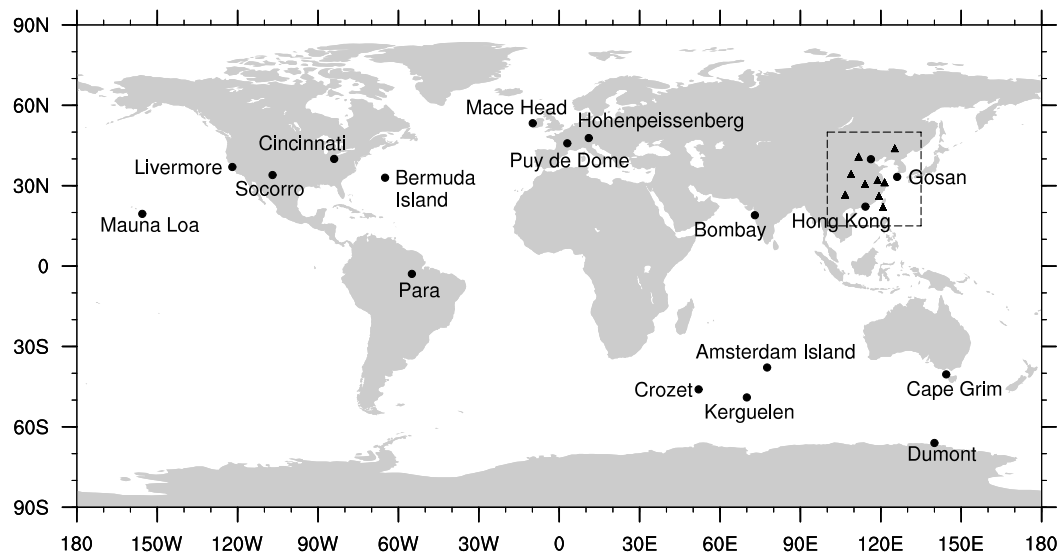 90N
60N
30N
0
30S
60S
90S
180
150W
120W
90W
60W
30W
0
30E
60E
90E
120E
150E
180
Mace Head
Hohenpeissenberg
Cincinnati
Puy de Dome
Livermore
Socorro
Bermuda
Island
Gosan
Mauna Loa
Bombay
Hong Kong
Para
Amsterdam Island
Crozet
Kerguelen
Cape Grim
Dumont